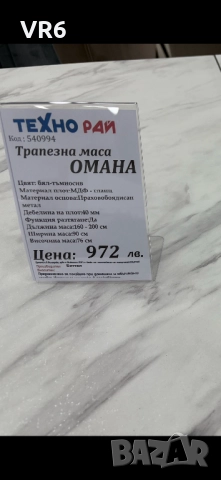 VR6
ТЕХНО РАЙ
Код : 540994
Трапезна маса
ОМАНА
Цвят: бял-тъмносив
Материал плот:МДФ - гланц
Материал основа:Праховобоядисан
метал
Дебелина на плот:40 мм
Функция разтягане:Да
Дължина маса:160 - 200 см
Ширина маса:90 см
Височина маса:76 см
Цена: 972 лв.
BAZAR